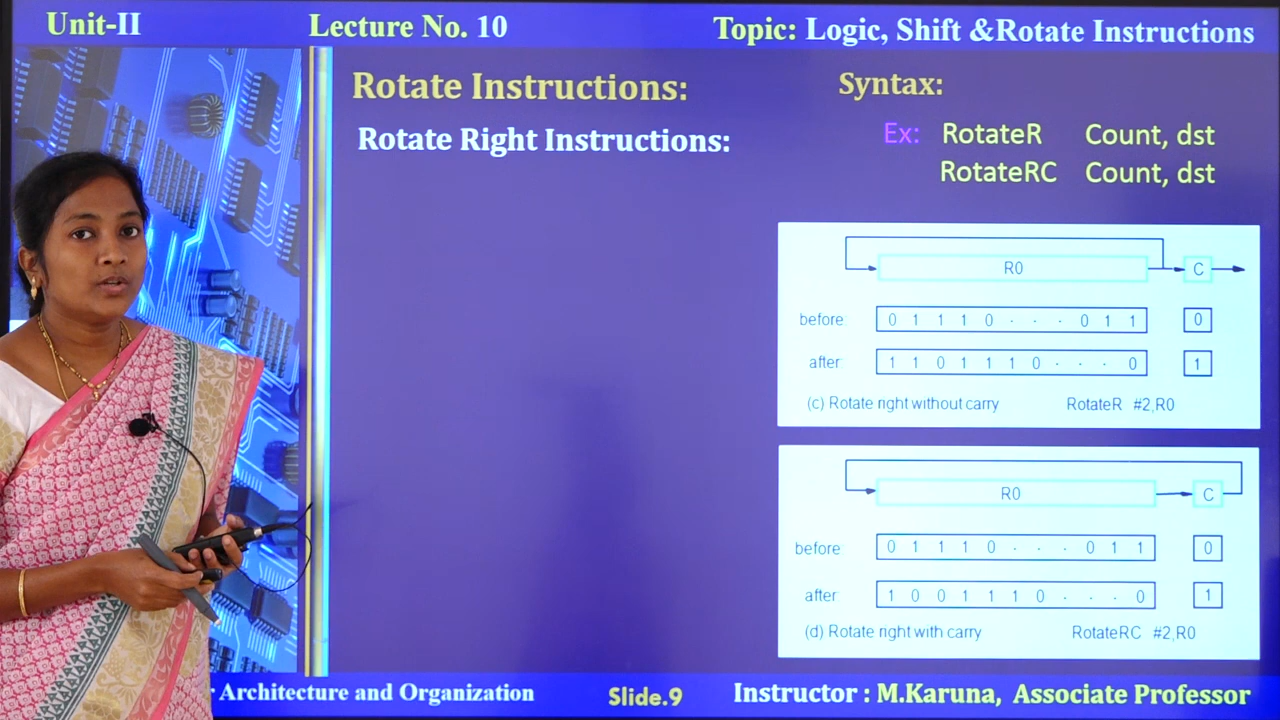 Unit-II Lecture No. 10 Topic: Logic, Shift &Rotate Instructions
Rotate Instructions:
Syntax:
Rotate Right Instructions:
Ex: RotateR Count, dst
RotateRC Count, dst
R0 C
before: 0 1 1 1 0 · · · 0 1 1 0
after: 1 1 0 1 1 1 0 · · · 0 1
(c) Rotate right without carry RotateR #2,R0
R0 C
before: 0 1 1 1 0 · · · 0 1 1 0
after: 1 0 0 1 1 1 0 · · · 0 1
(d) Rotate right with carry RotateRC #2,R0
Architecture and Organization Slide.9 Instructor : M.Karuna, Associate Professor